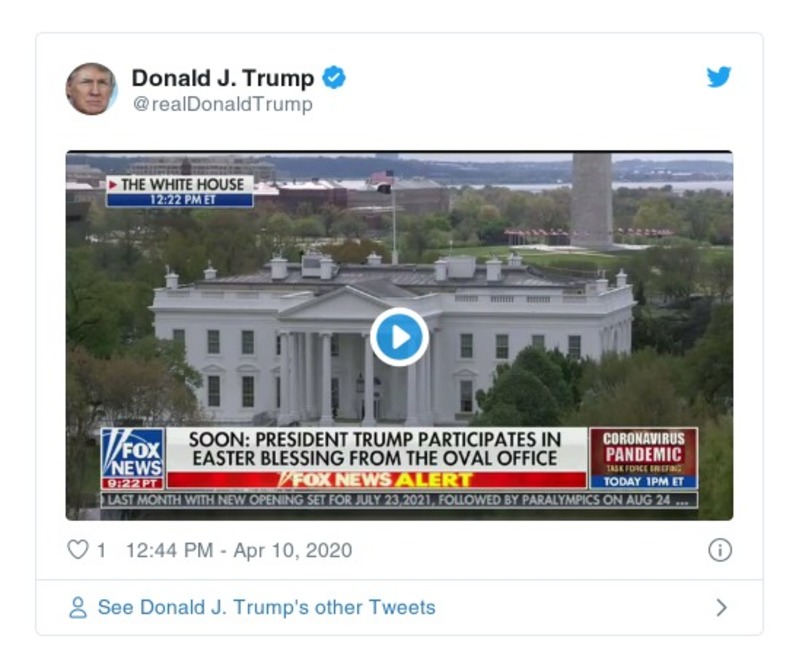 Donald J. Trump
@realDonaldTrump
THE WHITE HOUSE
12:22 PM ET
SOON: PRESIDENT TRUMP PARTICIPATES IN
EASTER BLESSING FROM THE OVAL OFFICE
FOX
NEWS
9:22 PT
FOX NEWS ALERT
CORONAVIRUS
PANDEMIC
TASK FORCE BRIEFING
TODAY 1PM ET
LAST MONTH WITH NEW OPENING SET FOR JULY 23,2021, FOLLOWED BY PARALYMPICS ON AUG 24 ...
1 12:44 PM - Apr 10, 2020
See Donald J. Trump's other Tweets